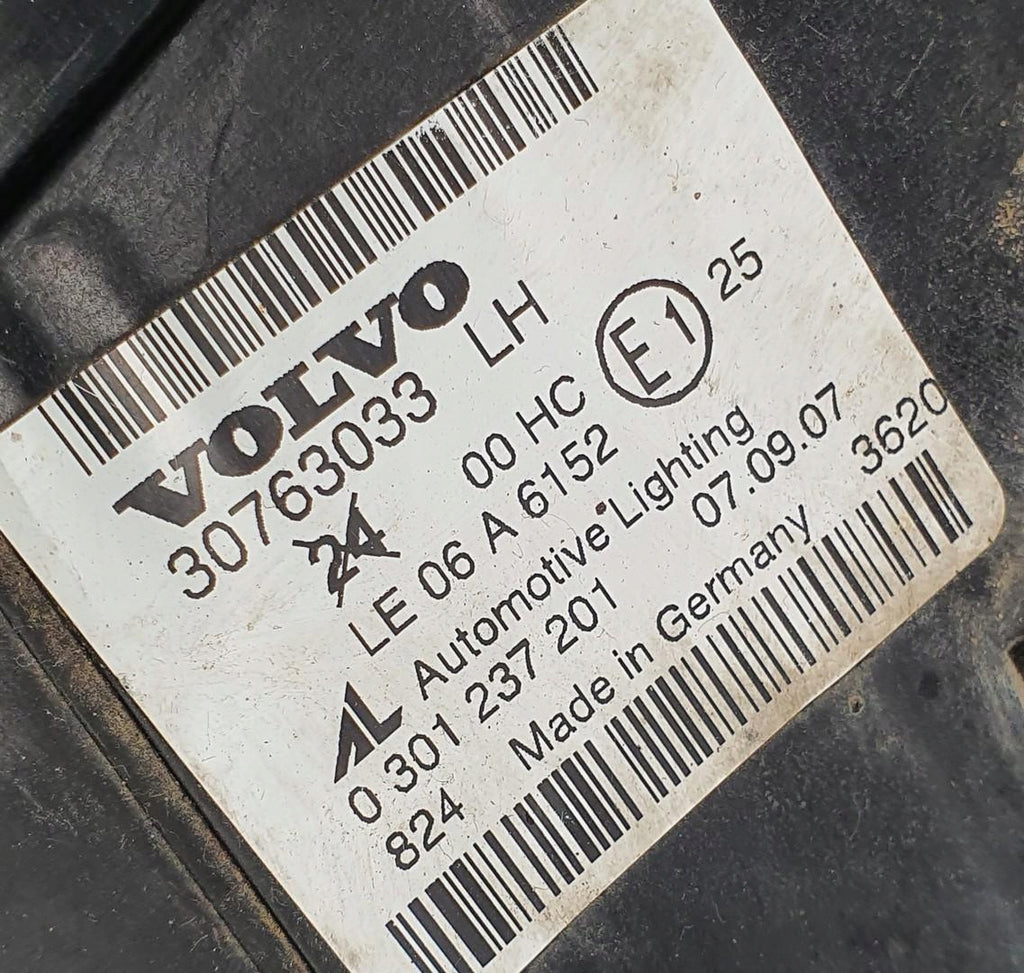 VOLVO
30763033 LH
24 00 HC E1 25
LE 06 A 6152
AL Automotive Lighting
0 301 237 201 07.09.07
824 Made in Germany 3620